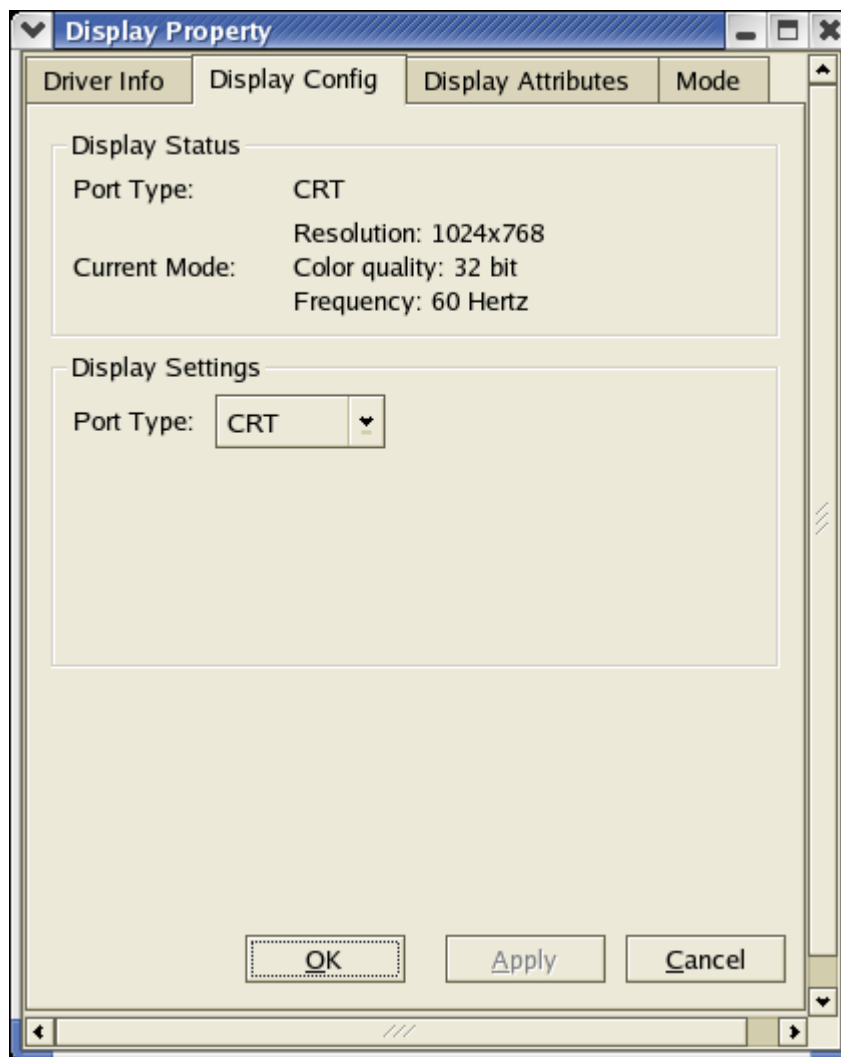 Display Property
Driver Info
Display Config
Display Attributes
Mode
Display Status
Port Type: CRT
Resolution: 1024x768
Current Mode: Color quality: 32 bit
Frequency: 60 Hertz
Display Settings
Port Type: CRT
OK
Apply
Cancel